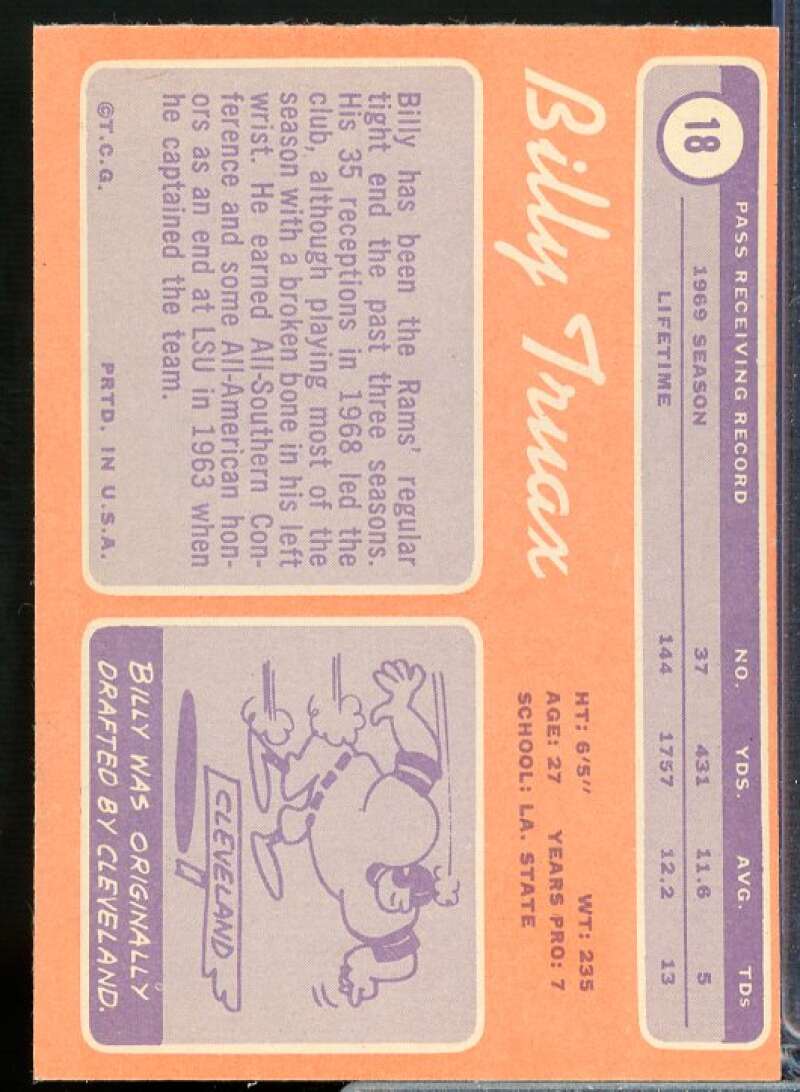 18
PASS RECEIVING RECORD NO. YDS. AVG. TDs
1969 SEASON 37 431 11.6 5
LIFETIME 144 1757 12.2 13
Billy Truax
HT: 6'5" WT: 235
AGE: 27 YEARS PRO: 7
SCHOOL: LA. STATE
Billy has been the Rams' regular
tight end the past three seasons.
His 35 receptions in 1968 led the
club, although playing most of the
season with a broken bone in his left
wrist. He earned All-Southern Con-
ference and some All-American hon-
ors as an end at LSU in 1963 when
he captained the team.
©T.C.G. PRTD. IN U.S.A.
CLEVELAND
BILLY WAS ORIGINALLY
DRAFTED BY CLEVELAND.